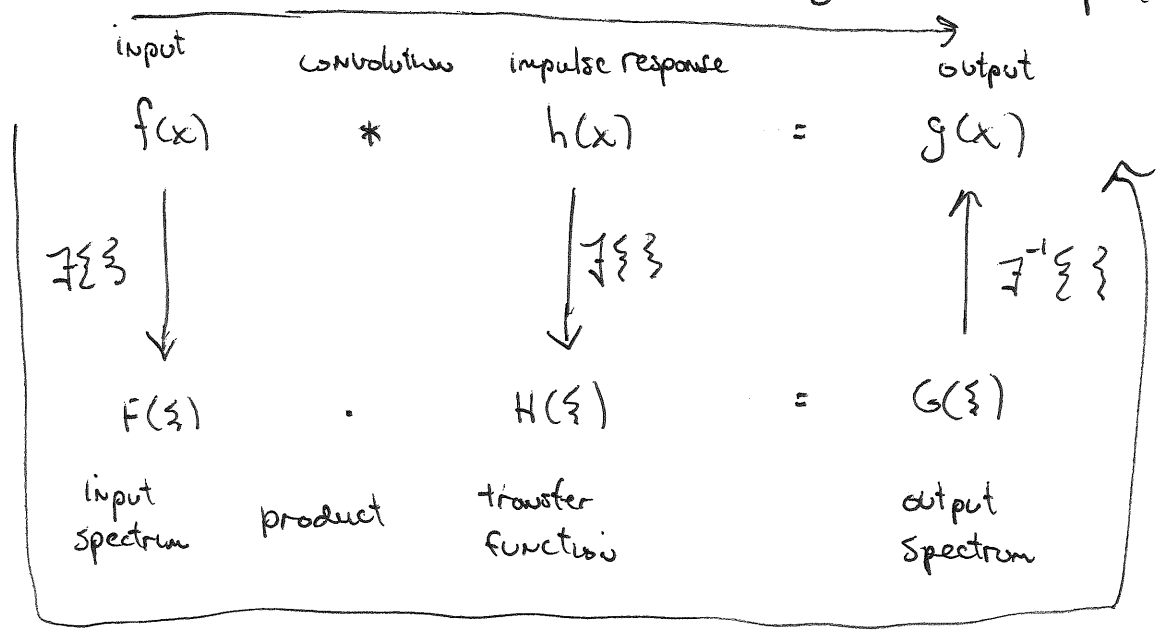 input convolution impulse response output
f(x) * h(x) = g(x)
ℱ{ } ℱ{ } ℱ⁻¹{ }
F(ξ) · H(ξ) = G(ξ)
input product transfer output
spectrum function spectrum